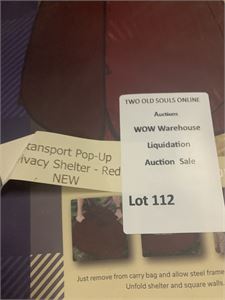 TWO OLD SOULS ONLINE
Auctions
WOW Warehouse
Liquidation
Auction Sale
Lot 112
tansport Pop-Up
ivacy Shelter - Red
NEW
Just remove from carry bag and allow steel frame
Unfold shelter and square walls.